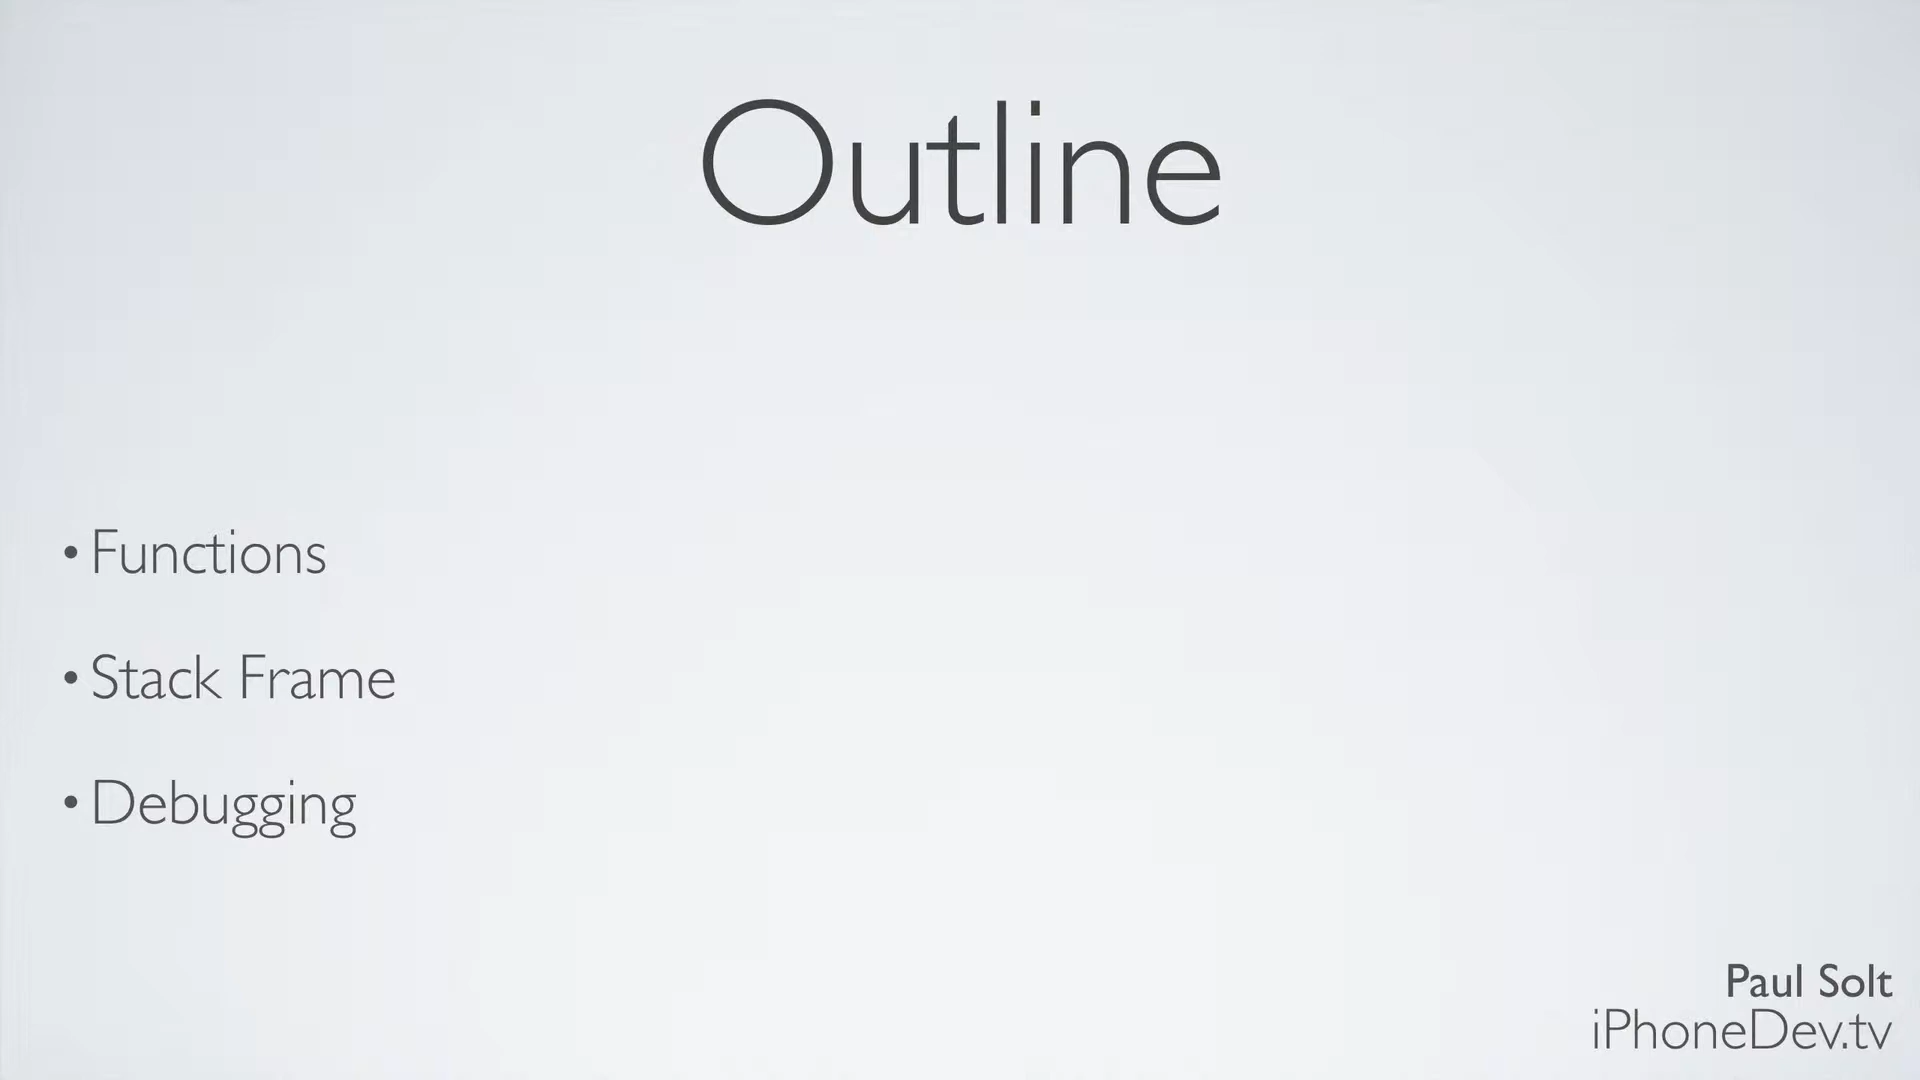 Outline
• Functions
• Stack Frame
• Debugging
Paul Solt
iPhoneDev.tv